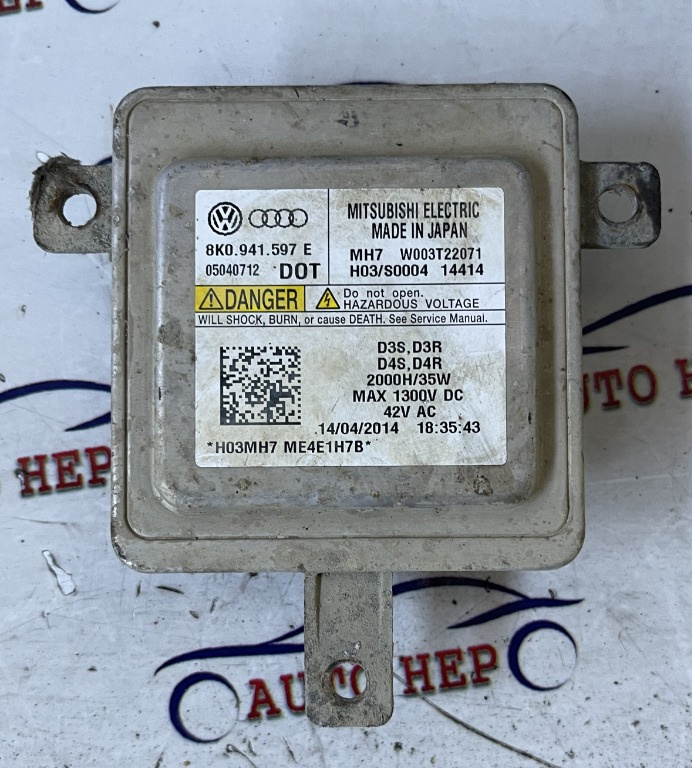 8K0.941.597 E
05040712 DOT
MITSUBISHI ELECTRIC
MADE IN JAPAN
MH7 W003T22071
H03/S0004 14414
DANGER
Do not open.
HAZARDOUS VOLTAGE
WILL SHOCK, BURN, or cause DEATH. See Service Manual.
D3S,D3R
D4S,D4R
2000H/35W
MAX 1300V DC
42V AC
14/04/2014 18:35:43
*H03MH7 ME4E1H7B*
UTO HEP
HEP
AUTO HEP